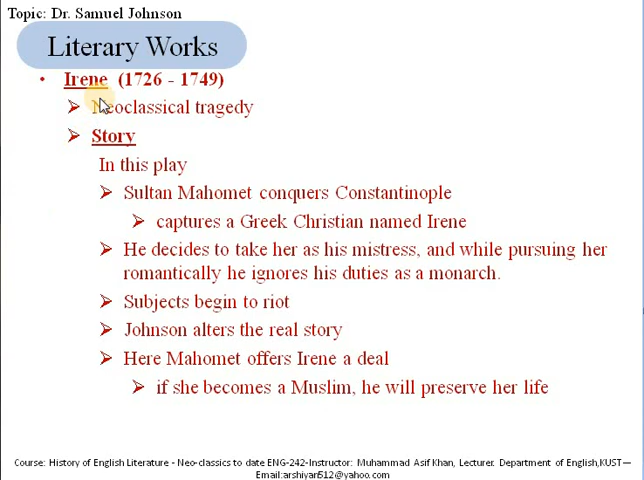 Topic: Dr. Samuel Johnson
Literary Works
• Irene (1726 - 1749)
➢ Neoclassical tragedy
➢ Story
In this play
➢ Sultan Mahomet conquers Constantinople
➢ captures a Greek Christian named Irene
➢ He decides to take her as his mistress, and while pursuing her
romantically he ignores his duties as a monarch.
➢ Subjects begin to riot
➢ Johnson alters the real story
➢ Here Mahomet offers Irene a deal
➢ if she becomes a Muslim, he will preserve her life
Course: History of English Literature - Neo-classics to date ENG-242-Instructor: Muhammad Asif Khan, Lecturer. Department of English,KUST—
Email:arshiyan512@yahoo.com